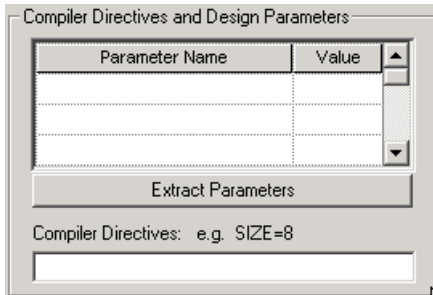 Compiler Directives and Design Parameters
Parameter Name Value
Extract Parameters
Compiler Directives: e.g. SIZE=8